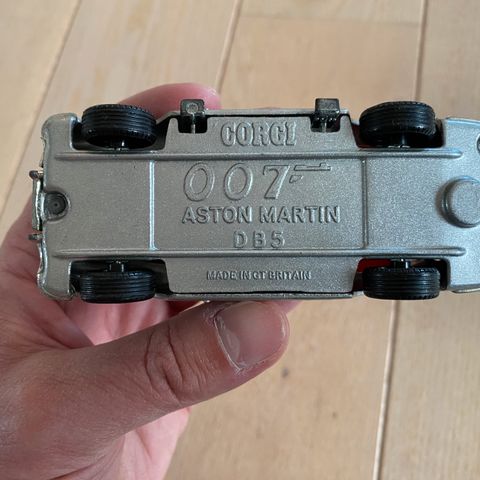 CORGI
007
ASTON MARTIN
DB5
MADE IN GT BRITAIN